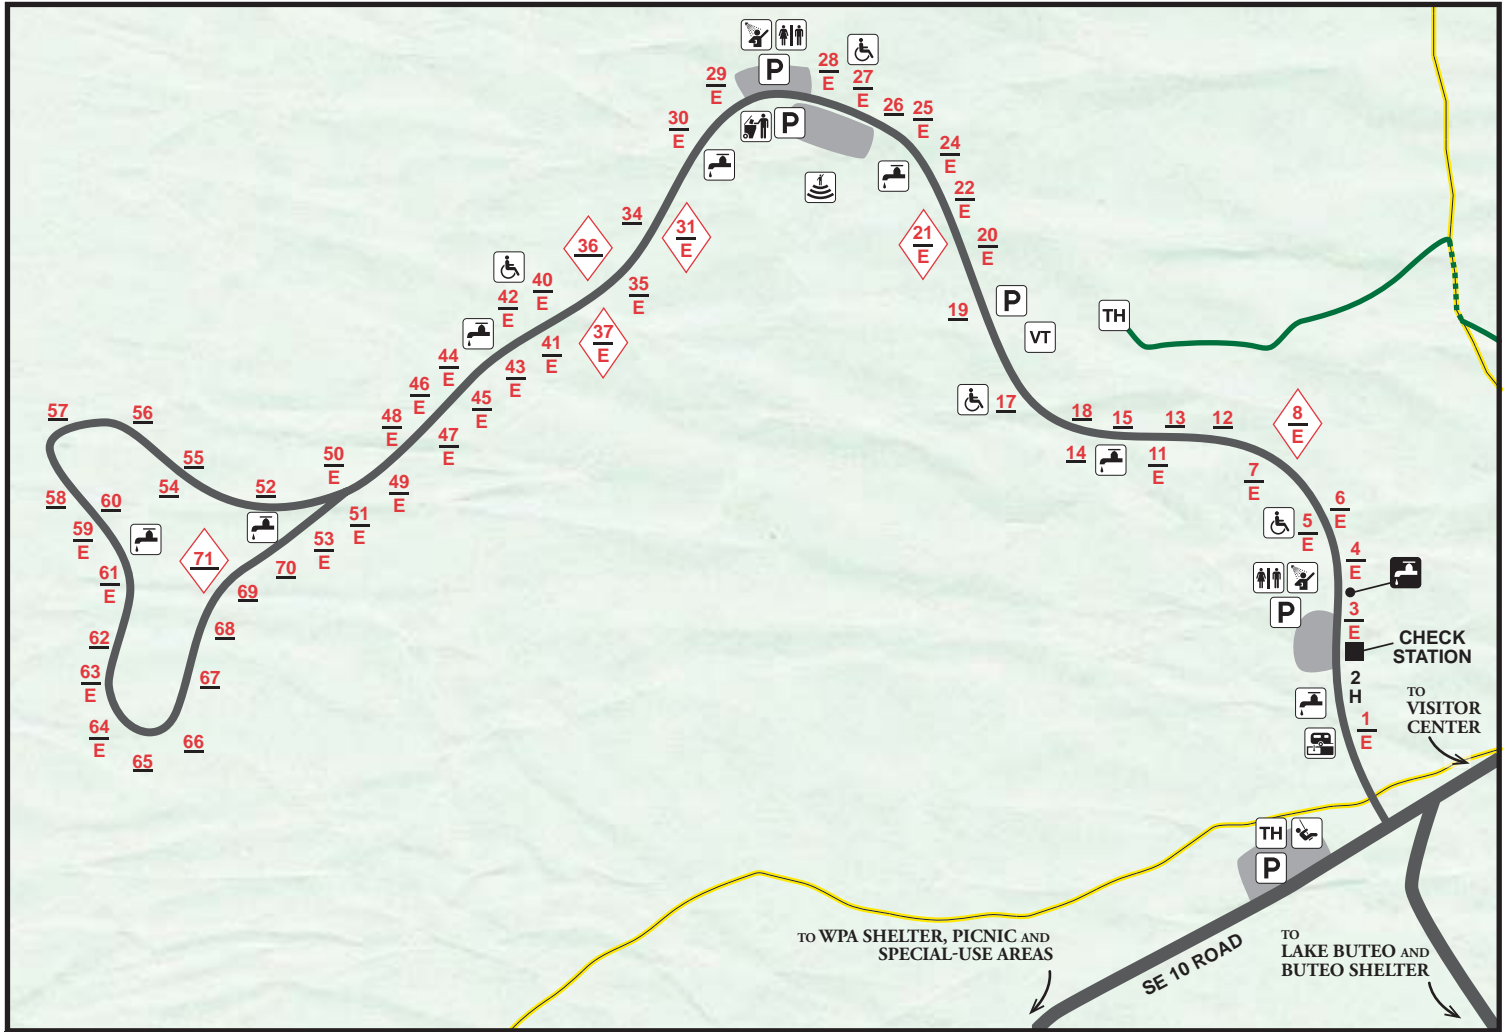 P
29
E
28
E
27
E
30
E
P
26
25
E
24
E
22
E
34
31
E
36
21
E
20
E
40
E
42
E
35
E
P
19
TH
VT
37
E
41
E
44
E
43
E
46
E
45
E
17
57
56
48
E
47
E
18
15
13
12
8
E
14
11
E
55
50
E
7
E
54
52
49
E
58
60
6
E
59
E
51
E
5
E
53
E
4
E
71
70
61
E
69
3
E
P
68
62
CHECK
STATION
67
63
E
2
H
TO
VISITOR
CENTER
1
E
64
E
66
65
TH
P
TO WPA SHELTER, PICNIC AND
SPECIAL-USE AREAS
SE 10 ROAD
TO
LAKE BUTEO AND
BUTEO SHELTER